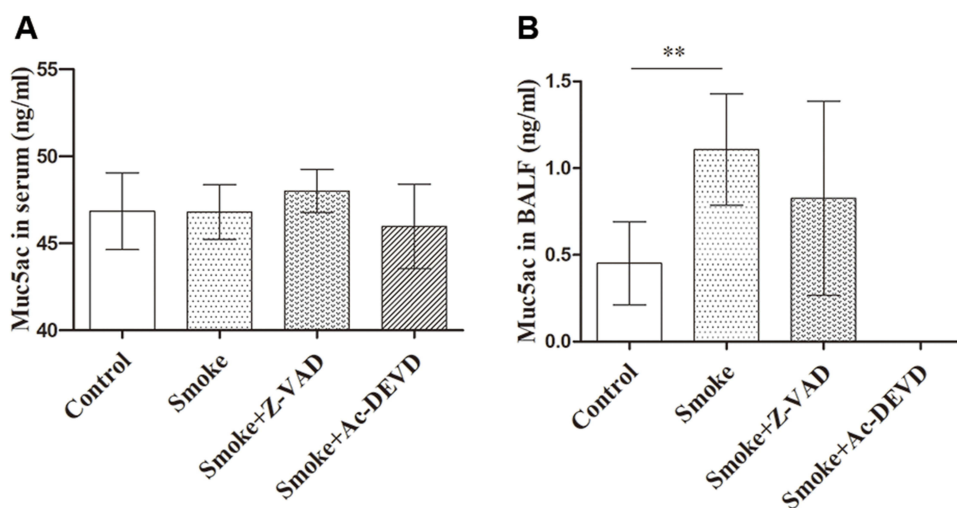 A
Muc5ac in serum (ng/ml)
55
50
45
40
Control
Smoke
Smoke+Z-VAD
Smoke+Ac-DEVD
B
Muc5ac in BALF (ng/ml)
**
1.5
1.0
0.5
0.0
Control
Smoke
Smoke+Z-VAD
Smoke+Ac-DEVD